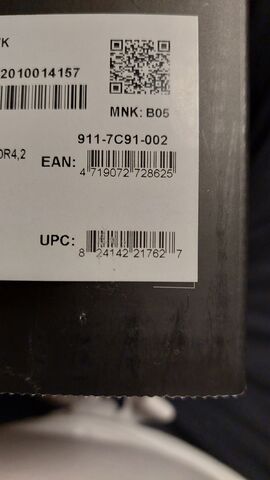 2010014157
MNK: B05
911-7C91-002
EAN:
4 719072 728625
DR4,2
UPC:
8 24142 21762 7